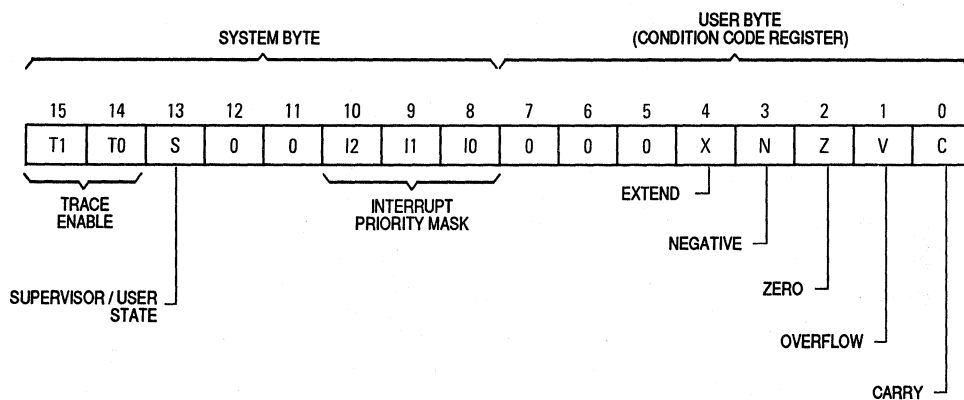 SYSTEM BYTE
USER BYTE
(CONDITION CODE REGISTER)
15 14 13 12 11 10 9 8 7 6 5 4 3 2 1 0
T1 T0 S 0 0 I2 I1 I0 0 0 0 X N Z V C
TRACE
ENABLE
INTERRUPT
PRIORITY MASK
EXTEND
NEGATIVE
SUPERVISOR / USER
STATE
ZERO
OVERFLOW
CARRY